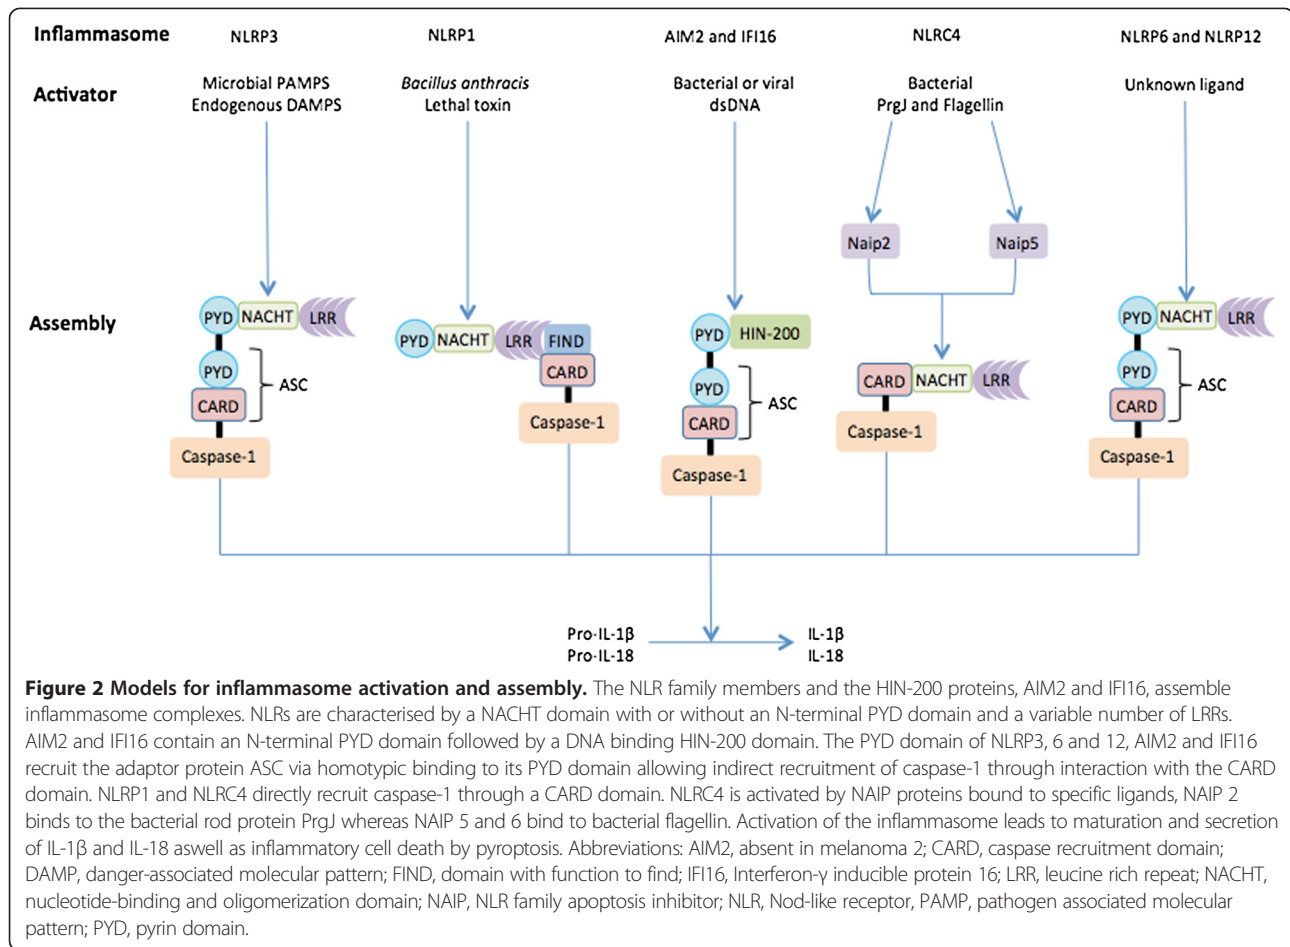 Inflammasome NLRP3 NLRP1 AIM2 and IFI16 NLRC4 NLRP6 and NLRP12
Activator
Microbial PAMPS
Endogenous DAMPS
Bacillus anthracis
Lethal toxin
Bacterial or viral
dsDNA
Bacterial
PrgJ and Flagellin
Unknown ligand
Naip2 Naip5
Assembly
PYD NACHT LRR
PYD
CARD
ASC
Caspase-1
PYD NACHT LRR FIND
CARD
Caspase-1
PYD HIN-200
PYD
CARD
ASC
Caspase-1
CARD NACHT LRR
Caspase-1
PYD NACHT LRR
PYD
CARD
ASC
Caspase-1
Pro-IL-1β IL-1β
Pro-IL-18 IL-18
Figure 2 Models for inflammasome activation and assembly. The NLR family members and the HIN-200 proteins, AIM2 and IFI16, assemble
inflammasome complexes. NLRs are characterised by a NACHT domain with or without an N-terminal PYD domain and a variable number of LRRs.
AIM2 and IFI16 contain an N-terminal PYD domain followed by a DNA binding HIN-200 domain. The PYD domain of NLRP3, 6 and 12, AIM2 and IFI16
recruit the adaptor protein ASC via homotypic binding to its PYD domain allowing indirect recruitment of caspase-1 through interaction with the CARD
domain. NLRP1 and NLRC4 directly recruit caspase-1 through a CARD domain. NLRC4 is activated by NAIP proteins bound to specific ligands, NAIP 2
binds to the bacterial rod protein PrgJ whereas NAIP 5 and 6 bind to bacterial flagellin. Activation of the inflammasome leads to maturation and secretion
of IL-1β and IL-18 aswell as inflammatory cell death by pyroptosis. Abbreviations: AIM2, absent in melanoma 2; CARD, caspase recruitment domain;
DAMP, danger-associated molecular pattern; FIND, domain with function to find; IFI16, Interferon-γ inducible protein 16; LRR, leucine rich repeat; NACHT,
nucleotide-binding and oligomerization domain; NAIP, NLR family apoptosis inhibitor; NLR, Nod-like receptor, PAMP, pathogen associated molecular
pattern; PYD, pyrin domain.